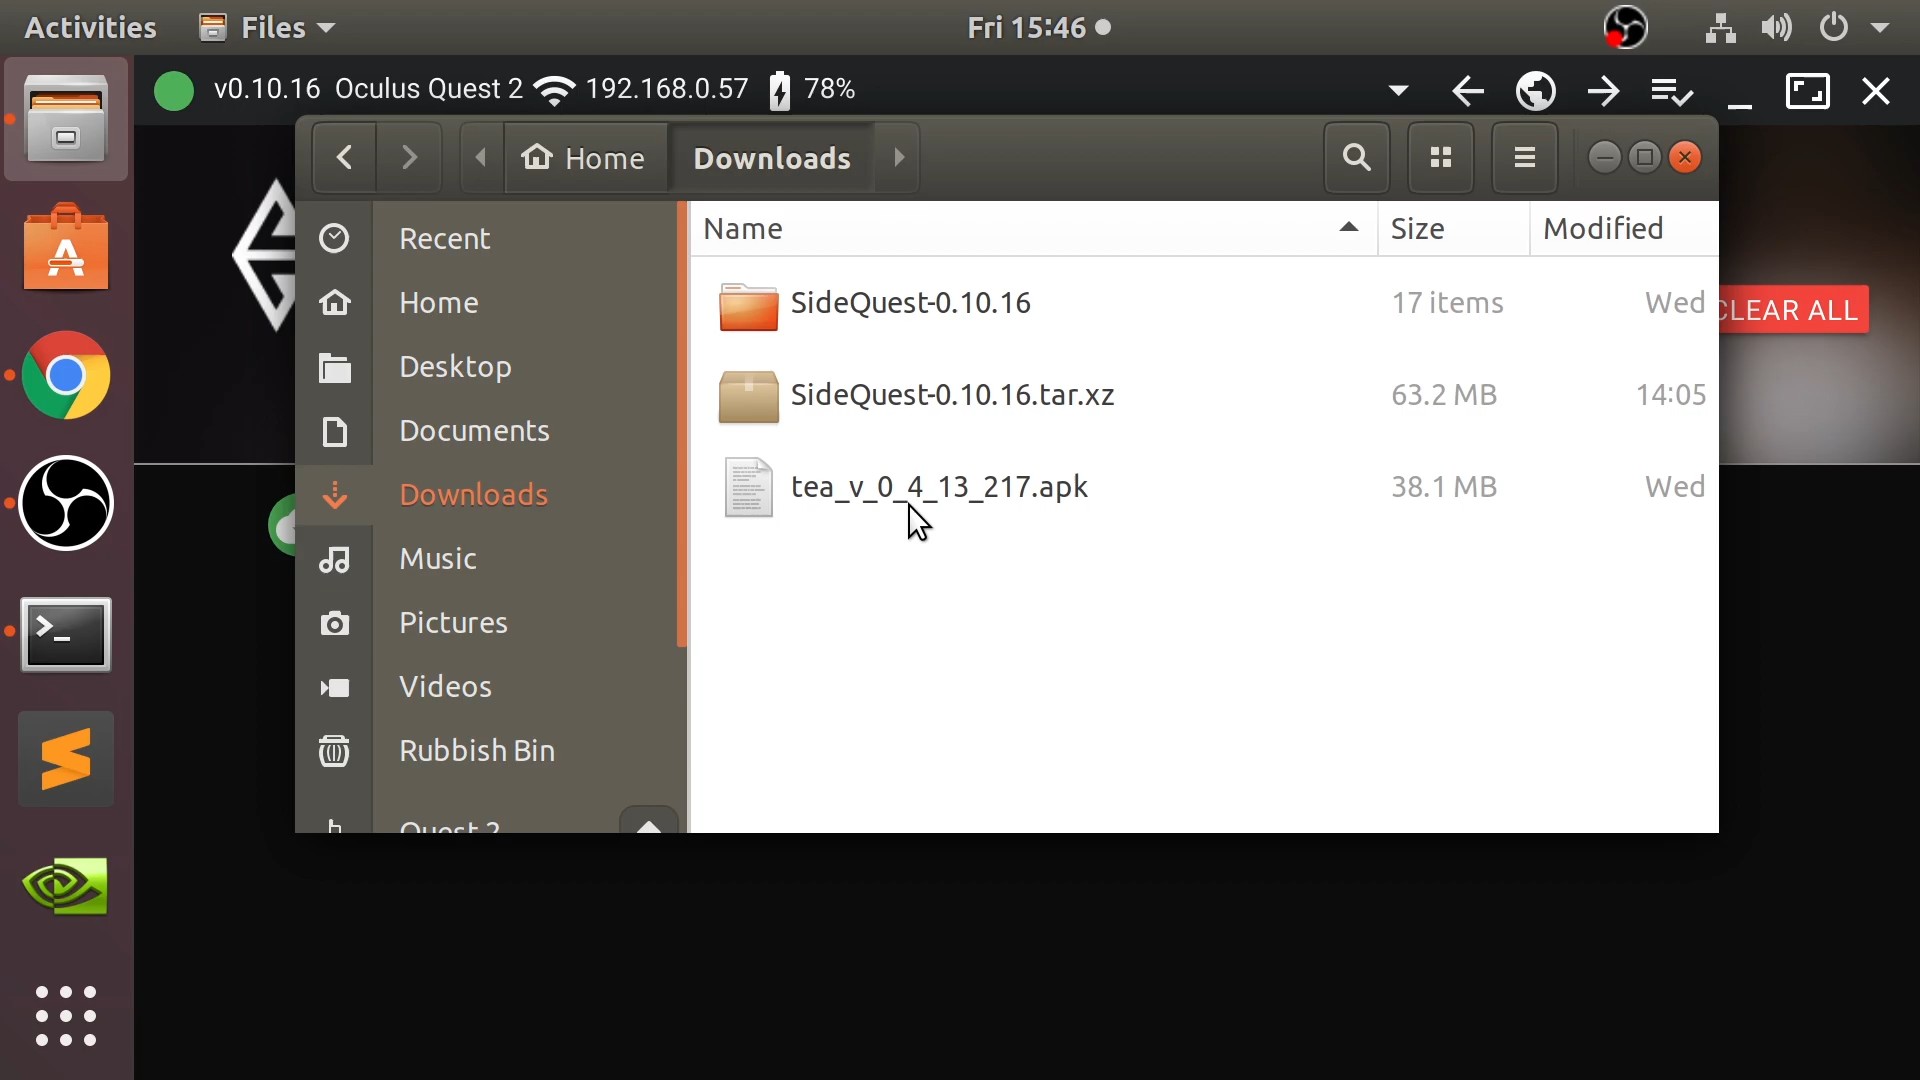 Activities Files Fri 15:46
v0.10.16 Oculus Quest 2 192.168.0.57 78%
Home Downloads
Recent
Home
Desktop
Documents
Downloads
Music
Pictures
Videos
Rubbish Bin
Quest 2
Name Size Modified
SideQuest-0.10.16 17 items Wed
SideQuest-0.10.16.tar.xz 63.2 MB 14:05
tea_v_0_4_13_217.apk 38.1 MB Wed
CLEAR ALL